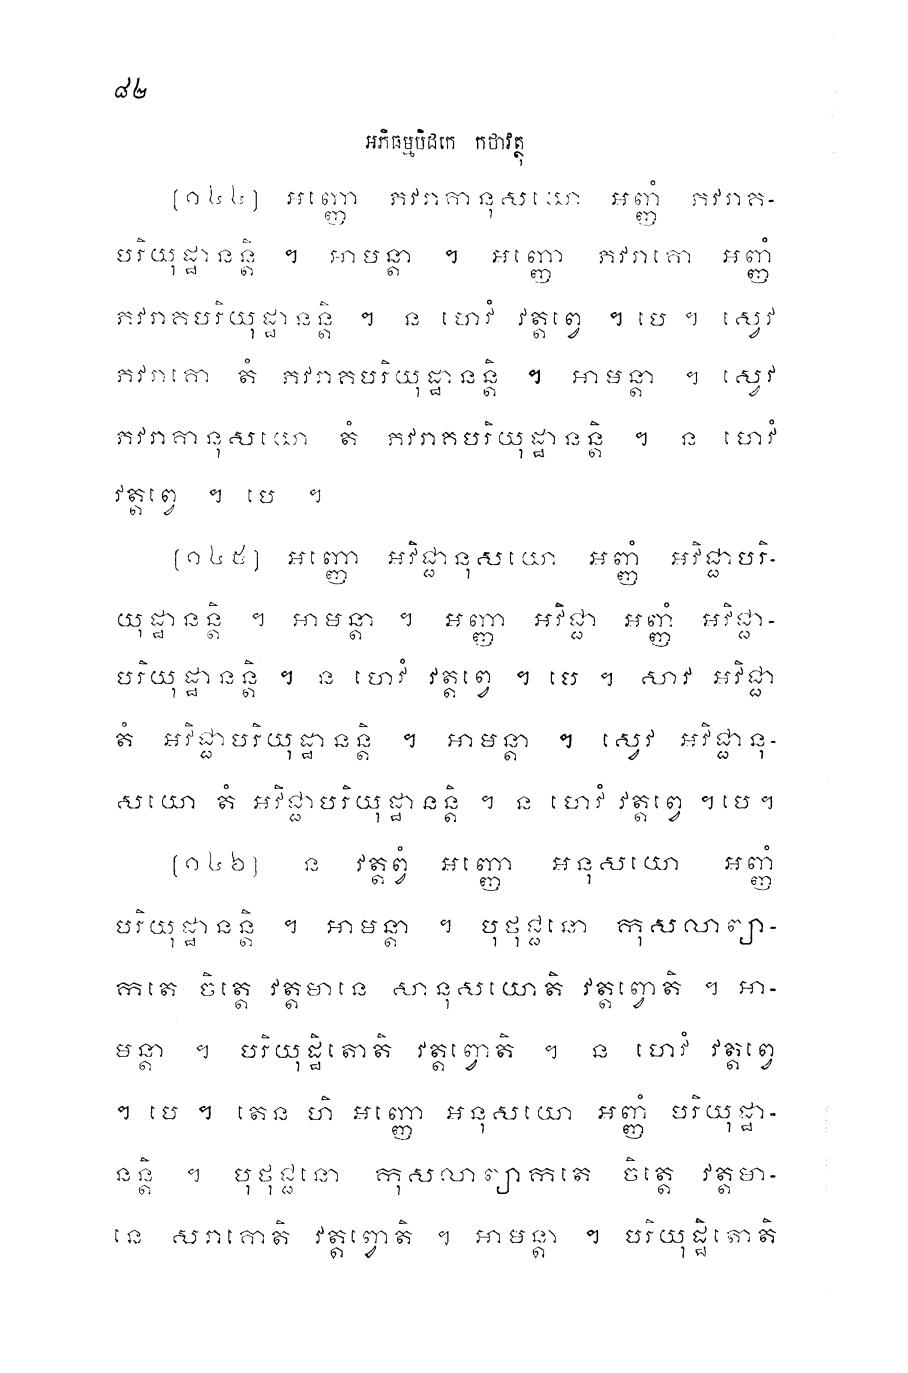 ៨២
អភិធម្មបិដកេ កថាវត្ថុ
(១៤៤) អញ្ញោ ភវរាគានុសយោ អញ្ញំ ភវរាគ-
បរិយុដ្ឋានន្តិ ។ អាមន្តា ។ អញ្ញោ ភវរាគោ អញ្ញំ
ភវរាគបរិយុដ្ឋានន្តិ ។ ន ហេវំ វត្តព្វេ ។ បេ ។ ស្វេវ
ភវរាគោ តំ ភវរាគបរិយុដ្ឋានន្តិ ។ អាមន្តា ។ ស្វេវ
ភវរាគានុសយោ តំ ភវរាគបរិយុដ្ឋានន្តិ ។ ន ហេវំ
វត្តព្វេ ។ បេ ។
(១៤៥) អញ្ញោ អវិជ្ជានុសយោ អញ្ញំ អវិជ្ជាបរិ-
យុដ្ឋានន្តិ ។ អាមន្តា ។ អញ្ញា អវិជ្ជា អញ្ញំ អវិជ្ជា-
បរិយុដ្ឋានន្តិ ។ ន ហេវំ វត្តព្វេ ។ បេ ។ សាវ អវិជ្ជា
តំ អវិជ្ជាបរិយុដ្ឋានន្តិ ។ អាមន្តា ។ ស្វេវ អវិជ្ជានុ-
សយោ តំ អវិជ្ជាបរិយុដ្ឋានន្តិ ។ ន ហេវំ វត្តព្វេ ។ បេ ។
(១៤៦) ន វត្តព្វំ អញ្ញោ អនុសយោ អញ្ញំ
បរិយុដ្ឋានន្តិ ។ អាមន្តា ។ បុថុជ្ជនោ កុសលាព្យា-
កតេ ចិត្តេ វត្តមានេ សានុសយោតិ វត្តព្វោតិ ។ អា-
មន្តា ។ បរិយុដ្ឋិតោតិ វត្តព្វោតិ ។ ន ហេវំ វត្តព្វេ
។ បេ ។ តេន ហិ អញ្ញោ អនុសយោ អញ្ញំ បរិយុដ្ឋា-
នន្តិ ។ បុថុជ្ជនោ កុសលាព្យាកតេ ចិត្តេ វត្តមា-
នេ សរាគោតិ វត្តព្វោតិ ។ អាមន្តា ។ បរិយុដ្ឋិតោតិ